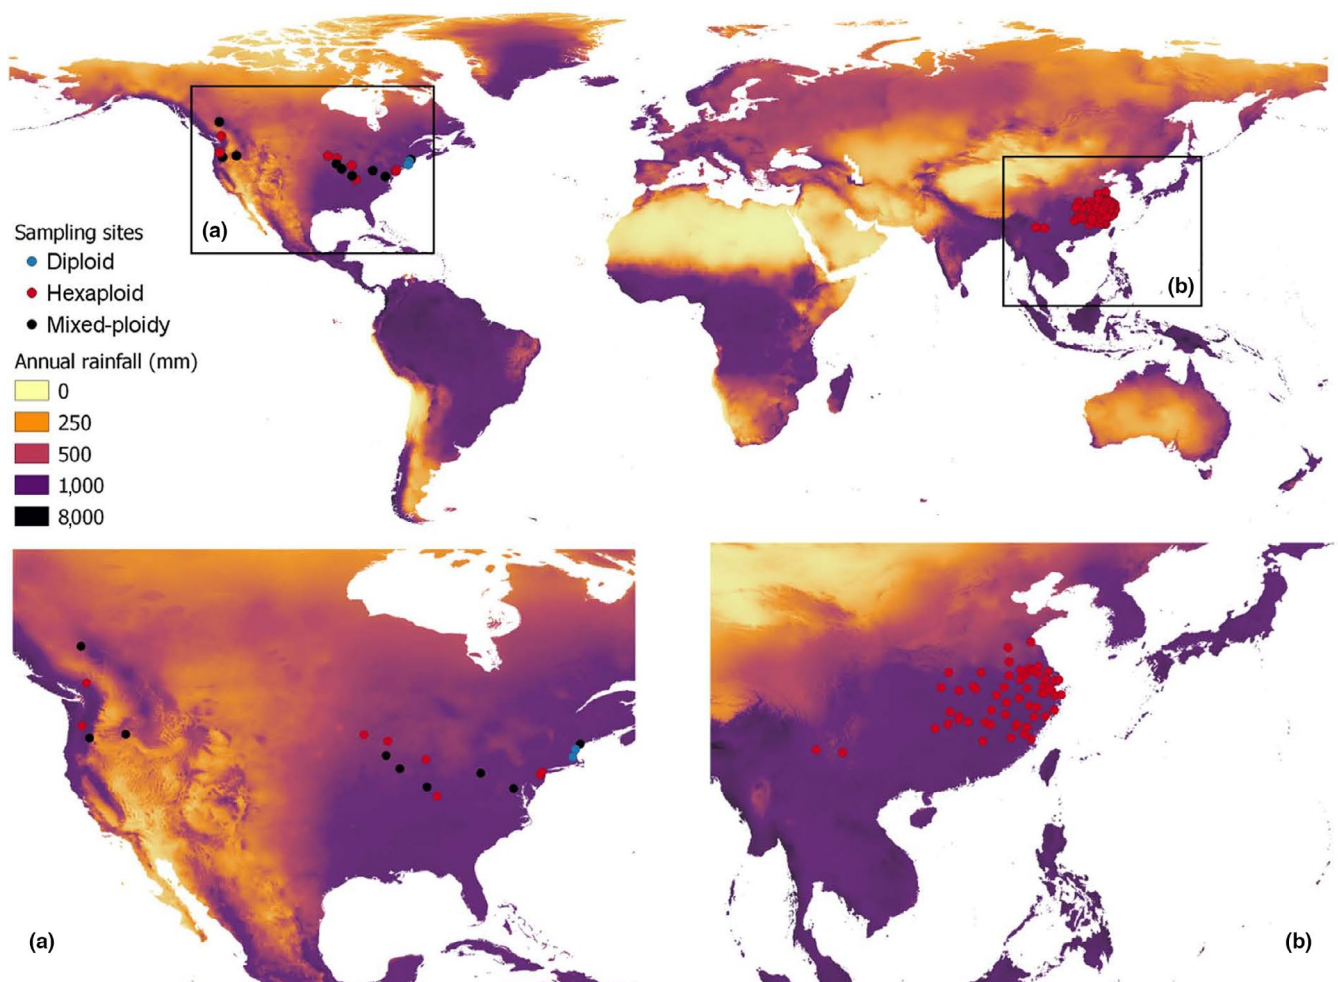 (a)
Sampling sites
Diploid
Hexaploid
Mixed-ploidy
(b)
Annual rainfall (mm)
0
250
500
1,000
8,000
(a)
(b)